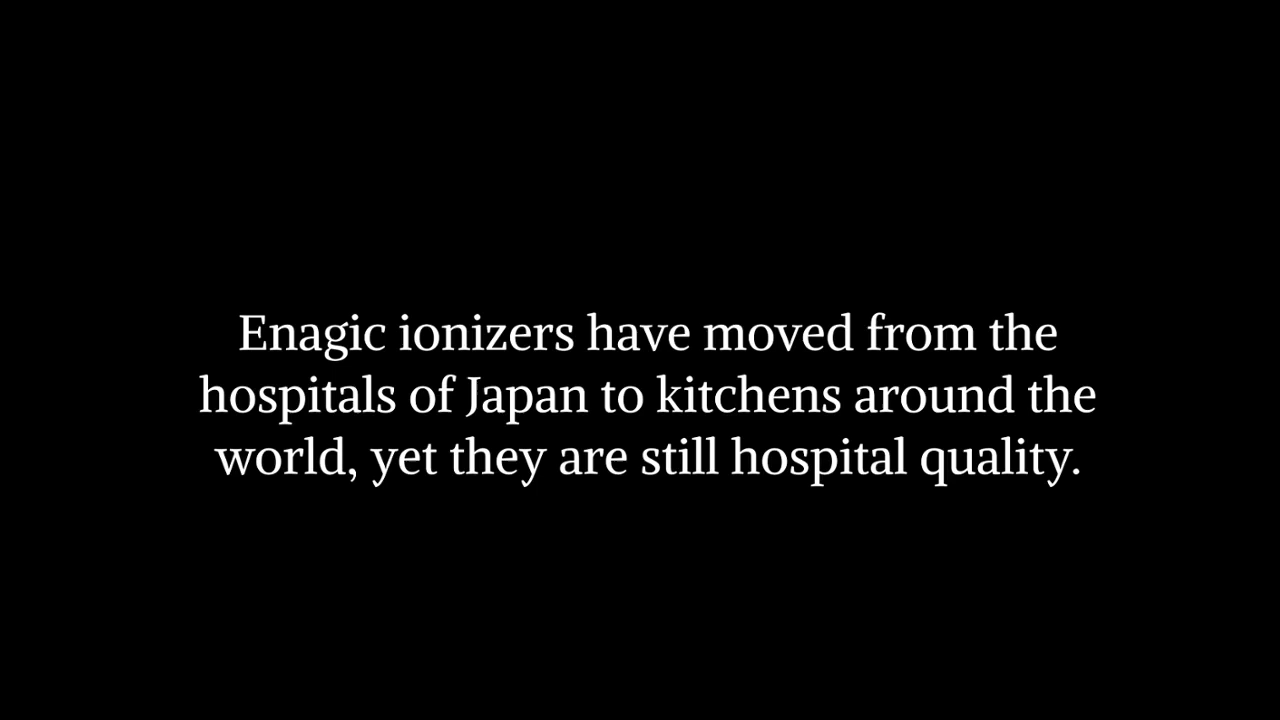 Enagic ionizers have moved from the
hospitals of Japan to kitchens around the
world, yet they are still hospital quality.